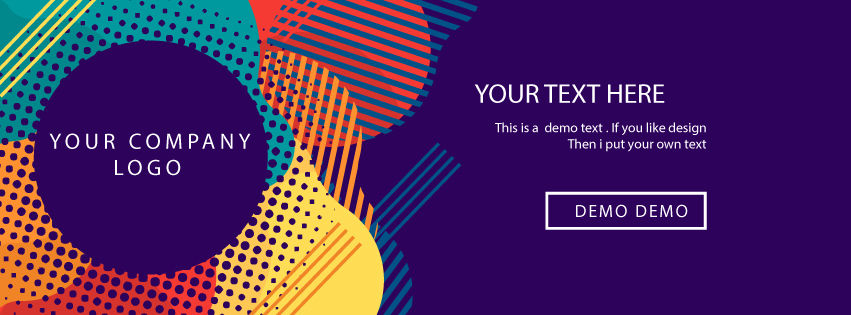 YOUR COMPANY
LOGO
YOUR TEXT HERE
This is a demo text . If you like design
Then i put your own text
DEMO DEMO